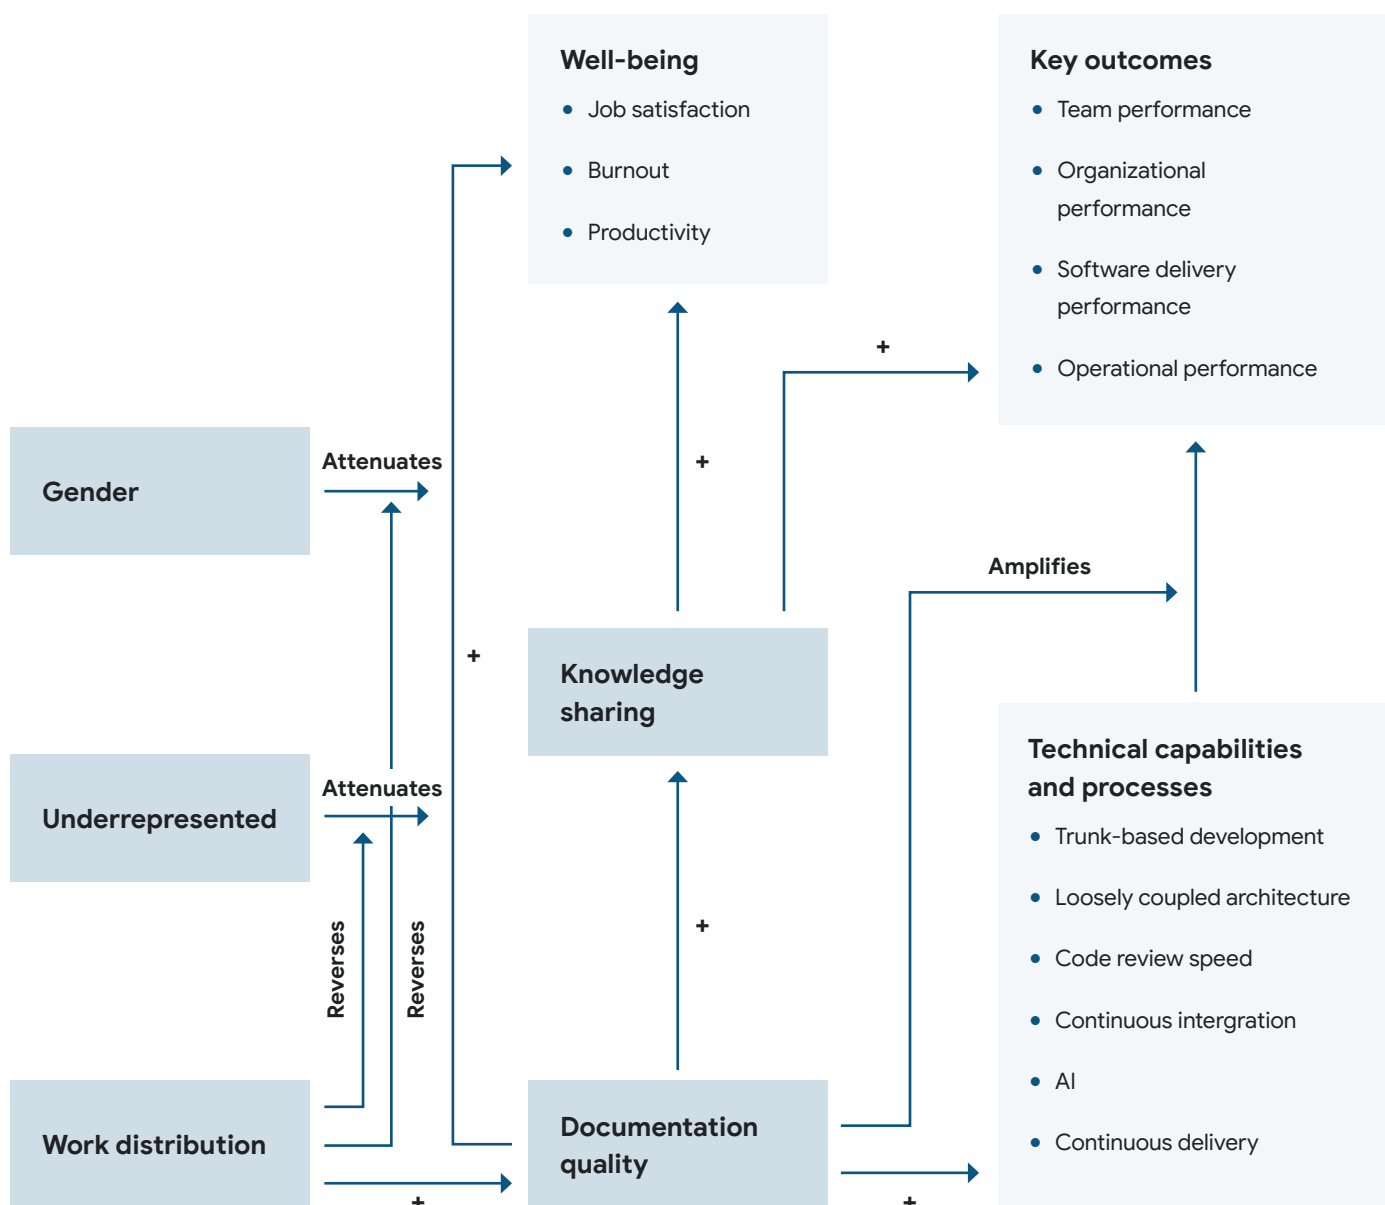 Well-being
Job satisfaction
Burnout
Productivity
Key outcomes
Team performance
Organizational
performance
Software delivery
performance
Operational performance
+
Gender
Attenuates
+
Amplifies
+
Knowledge
sharing
Underrepresented
Attenuates
Reverses
Reverses
+
Technical capabilities
and processes
Trunk-based development
Loosely coupled architecture
Code review speed
Continuous intergration
AI
Continuous delivery
Work distribution
+
Documentation
quality
+